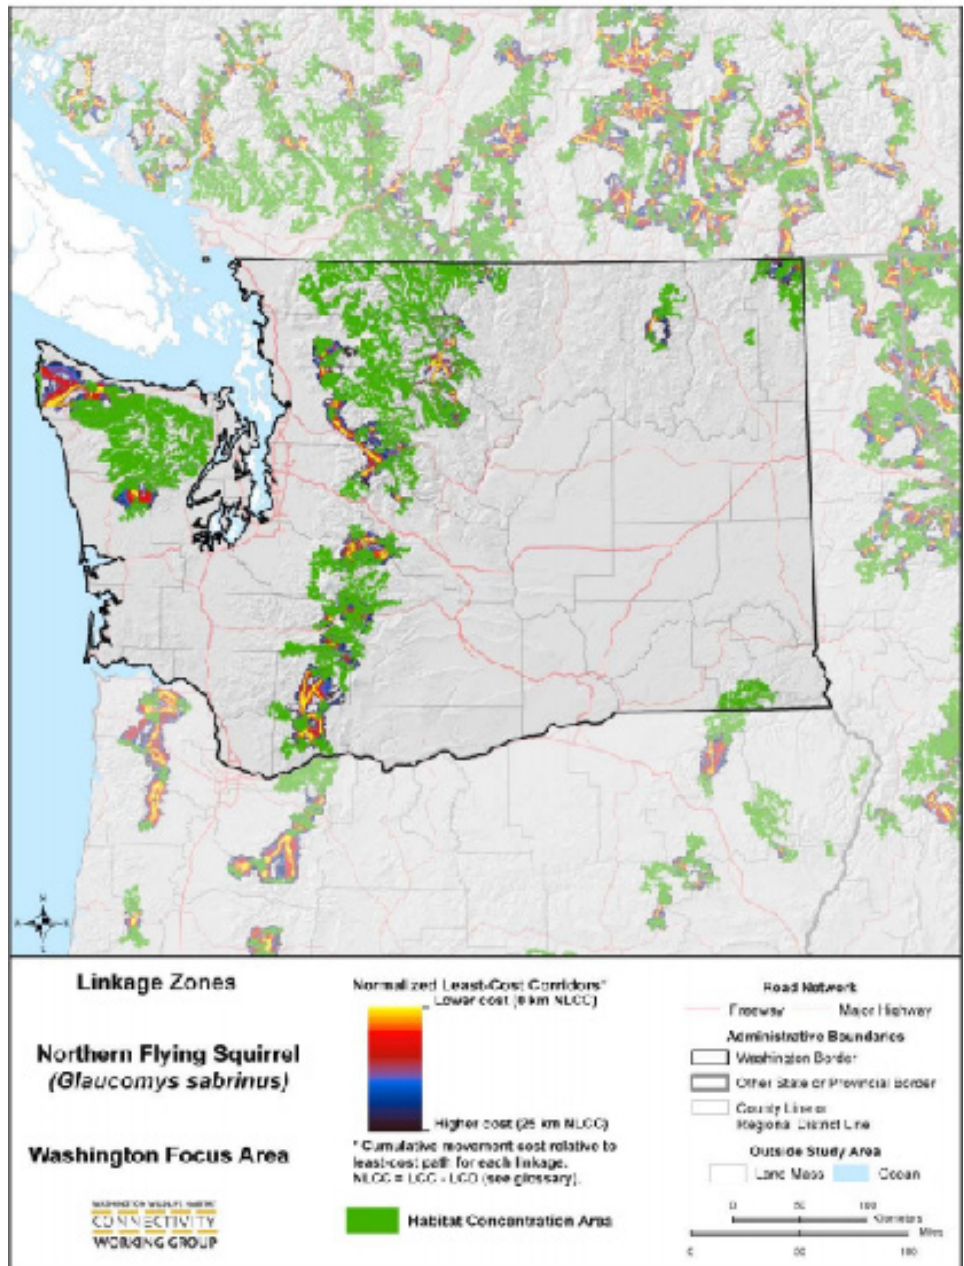 Linkage Zones
Northern Flying Squirrel
(Glaucomys sabrinus)
Washington Focus Area
WASHINGTON WILDLIFE HABITAT
CONNECTIVITY
WORKING GROUP
Normalized Least-Cost Corridors*
Lower cost (0 km NLCC)
Higher cost (25 km NLCC)
* Cumulative movement cost relative to
least-cost path for each linkage.
NLCC = LCC - LCD (see glossary).
Habitat Concentration Area
Road Network
Freeway Major Highway
Administrative Boundaries
Washington Border
Other State or Provincial Border
County Line or
Regional District Line
Outside Study Area
Land Mass Ocean
0 50 100
Kilometers
Miles
0 50 100